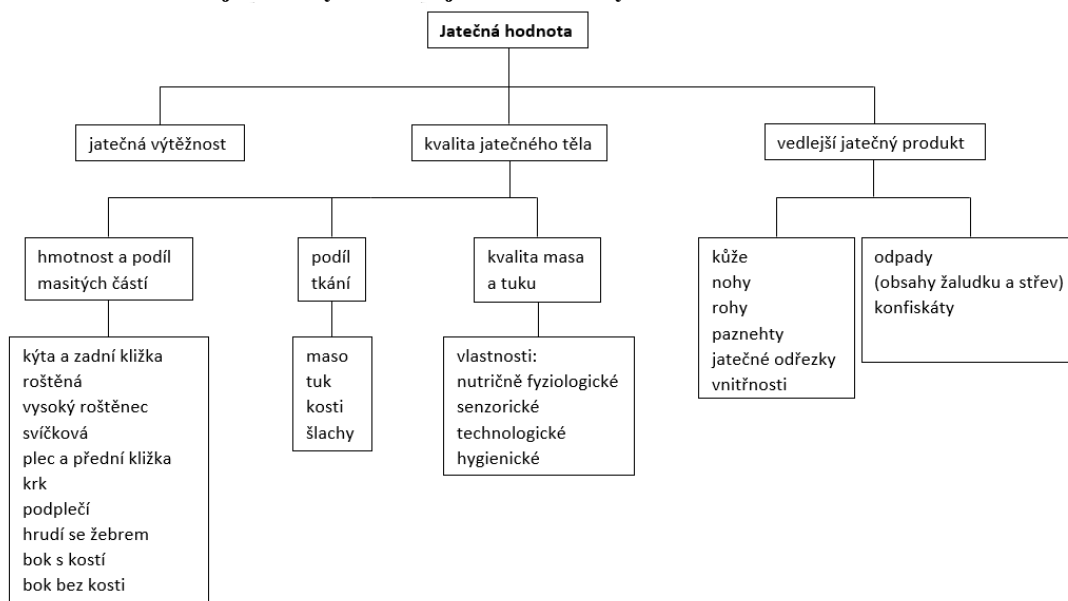 Jatečná hodnota
jatečná výtěžnost
kvalita jatečného těla
vedlejší jatečný produkt
hmotnost a podíl
masitých částí
podíl
tkání
kvalita masa
a tuku
kůže
nohy
rohy
paznehty
jatečné odřezky
vnitřnosti
odpady
(obsahy žaludku a střev)
konfiskáty
kýta a zadní kližka
roštěná
vysoký roštěnec
svíčková
plec a přední kližka
krk
podplečí
hrudí se žebrem
bok s kostí
bok bez kosti
maso
tuk
kosti
šlachy
vlastnosti:
nutričně fyziologické
senzorické
technologické
hygienické